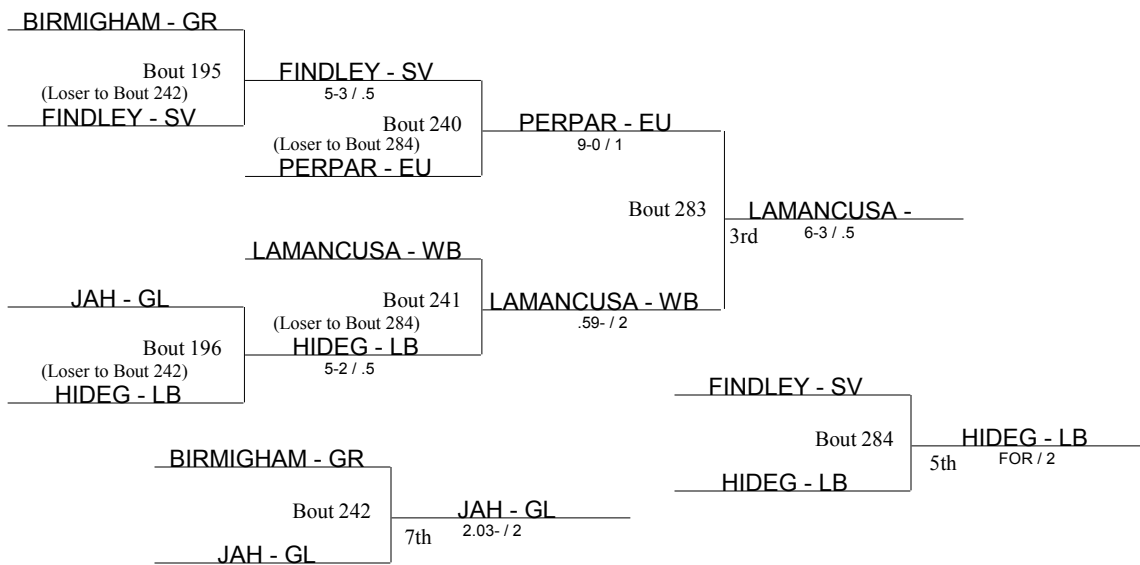 BIRMIGHAM - GR
Bout 195
(Loser to Bout 242)
FINDLEY - SV
FINDLEY - SV
5-3 / .5
Bout 240
(Loser to Bout 284)
PERPAR - EU
PERPAR - EU
9-0 / 1
Bout 283
LAMANCUSA -
6-3 / .5
3rd
LAMANCUSA - WB
Bout 241
(Loser to Bout 284)
HIDEG - LB
5-2 / .5
LAMANCUSA - WB
.59- / 2
JAH - GL
Bout 196
(Loser to Bout 242)
HIDEG - LB
FINDLEY - SV
Bout 284
HIDEG - LB
HIDEG - LB
FOR / 2
5th
BIRMIGHAM - GR
Bout 242
JAH - GL
JAH - GL
2.03- / 2
7th